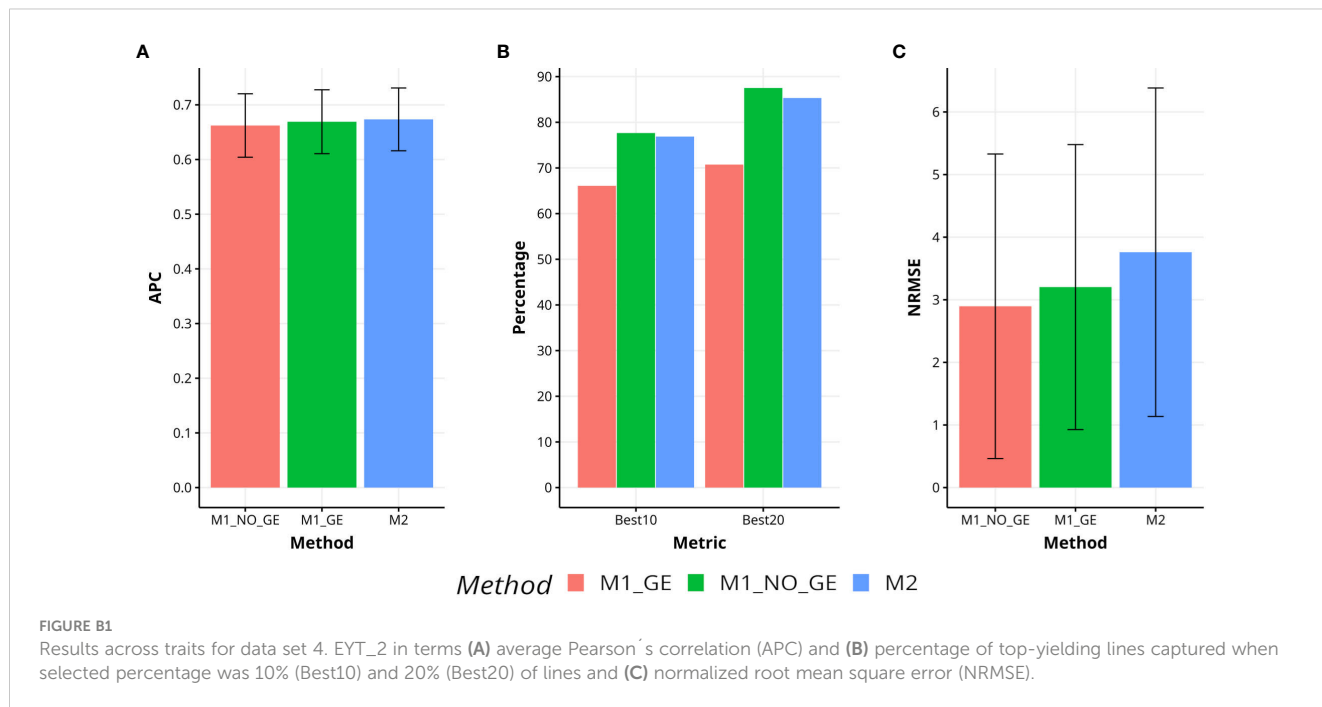 A
B
C
0.7
0.6
0.5
0.4
0.3
0.2
0.1
0.0
APC
M1_NO_GE M1_GE M2
Method
90
80
70
60
50
40
30
20
10
0
Percentage
Best10 Best20
Metric
6
5
4
3
2
1
0
NRMSE
M1_NO_GE M1_GE M2
Method
Method M1_GE M1_NO_GE M2
FIGURE B1
Results across traits for data set 4. EYT_2 in terms (A) average Pearson´s correlation (APC) and (B) percentage of top-yielding lines captured when
selected percentage was 10% (Best10) and 20% (Best20) of lines and (C) normalized root mean square error (NRMSE).